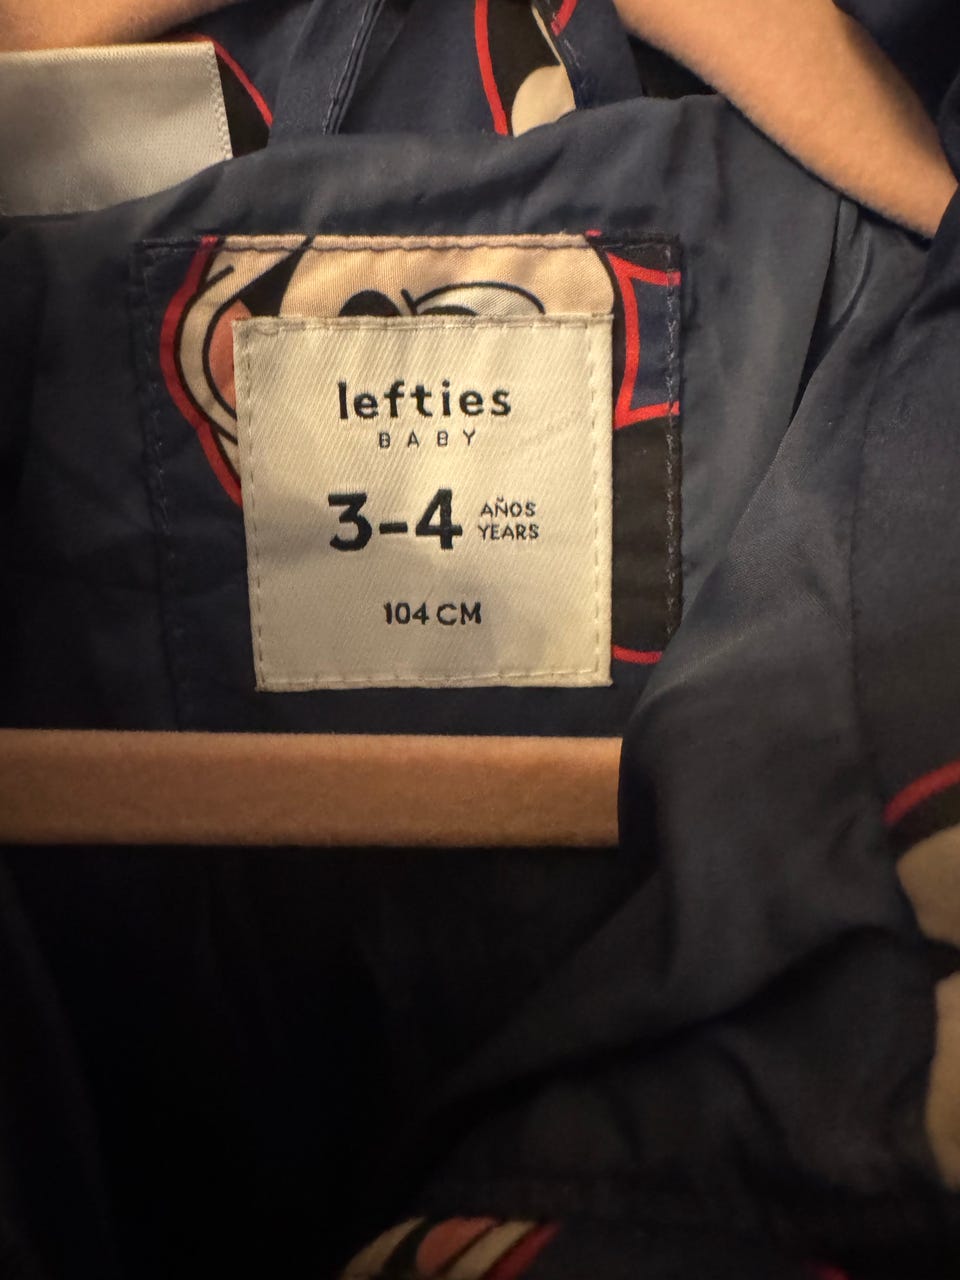 lefties
BABY
3-4 AÑOS
YEARS
104 CM